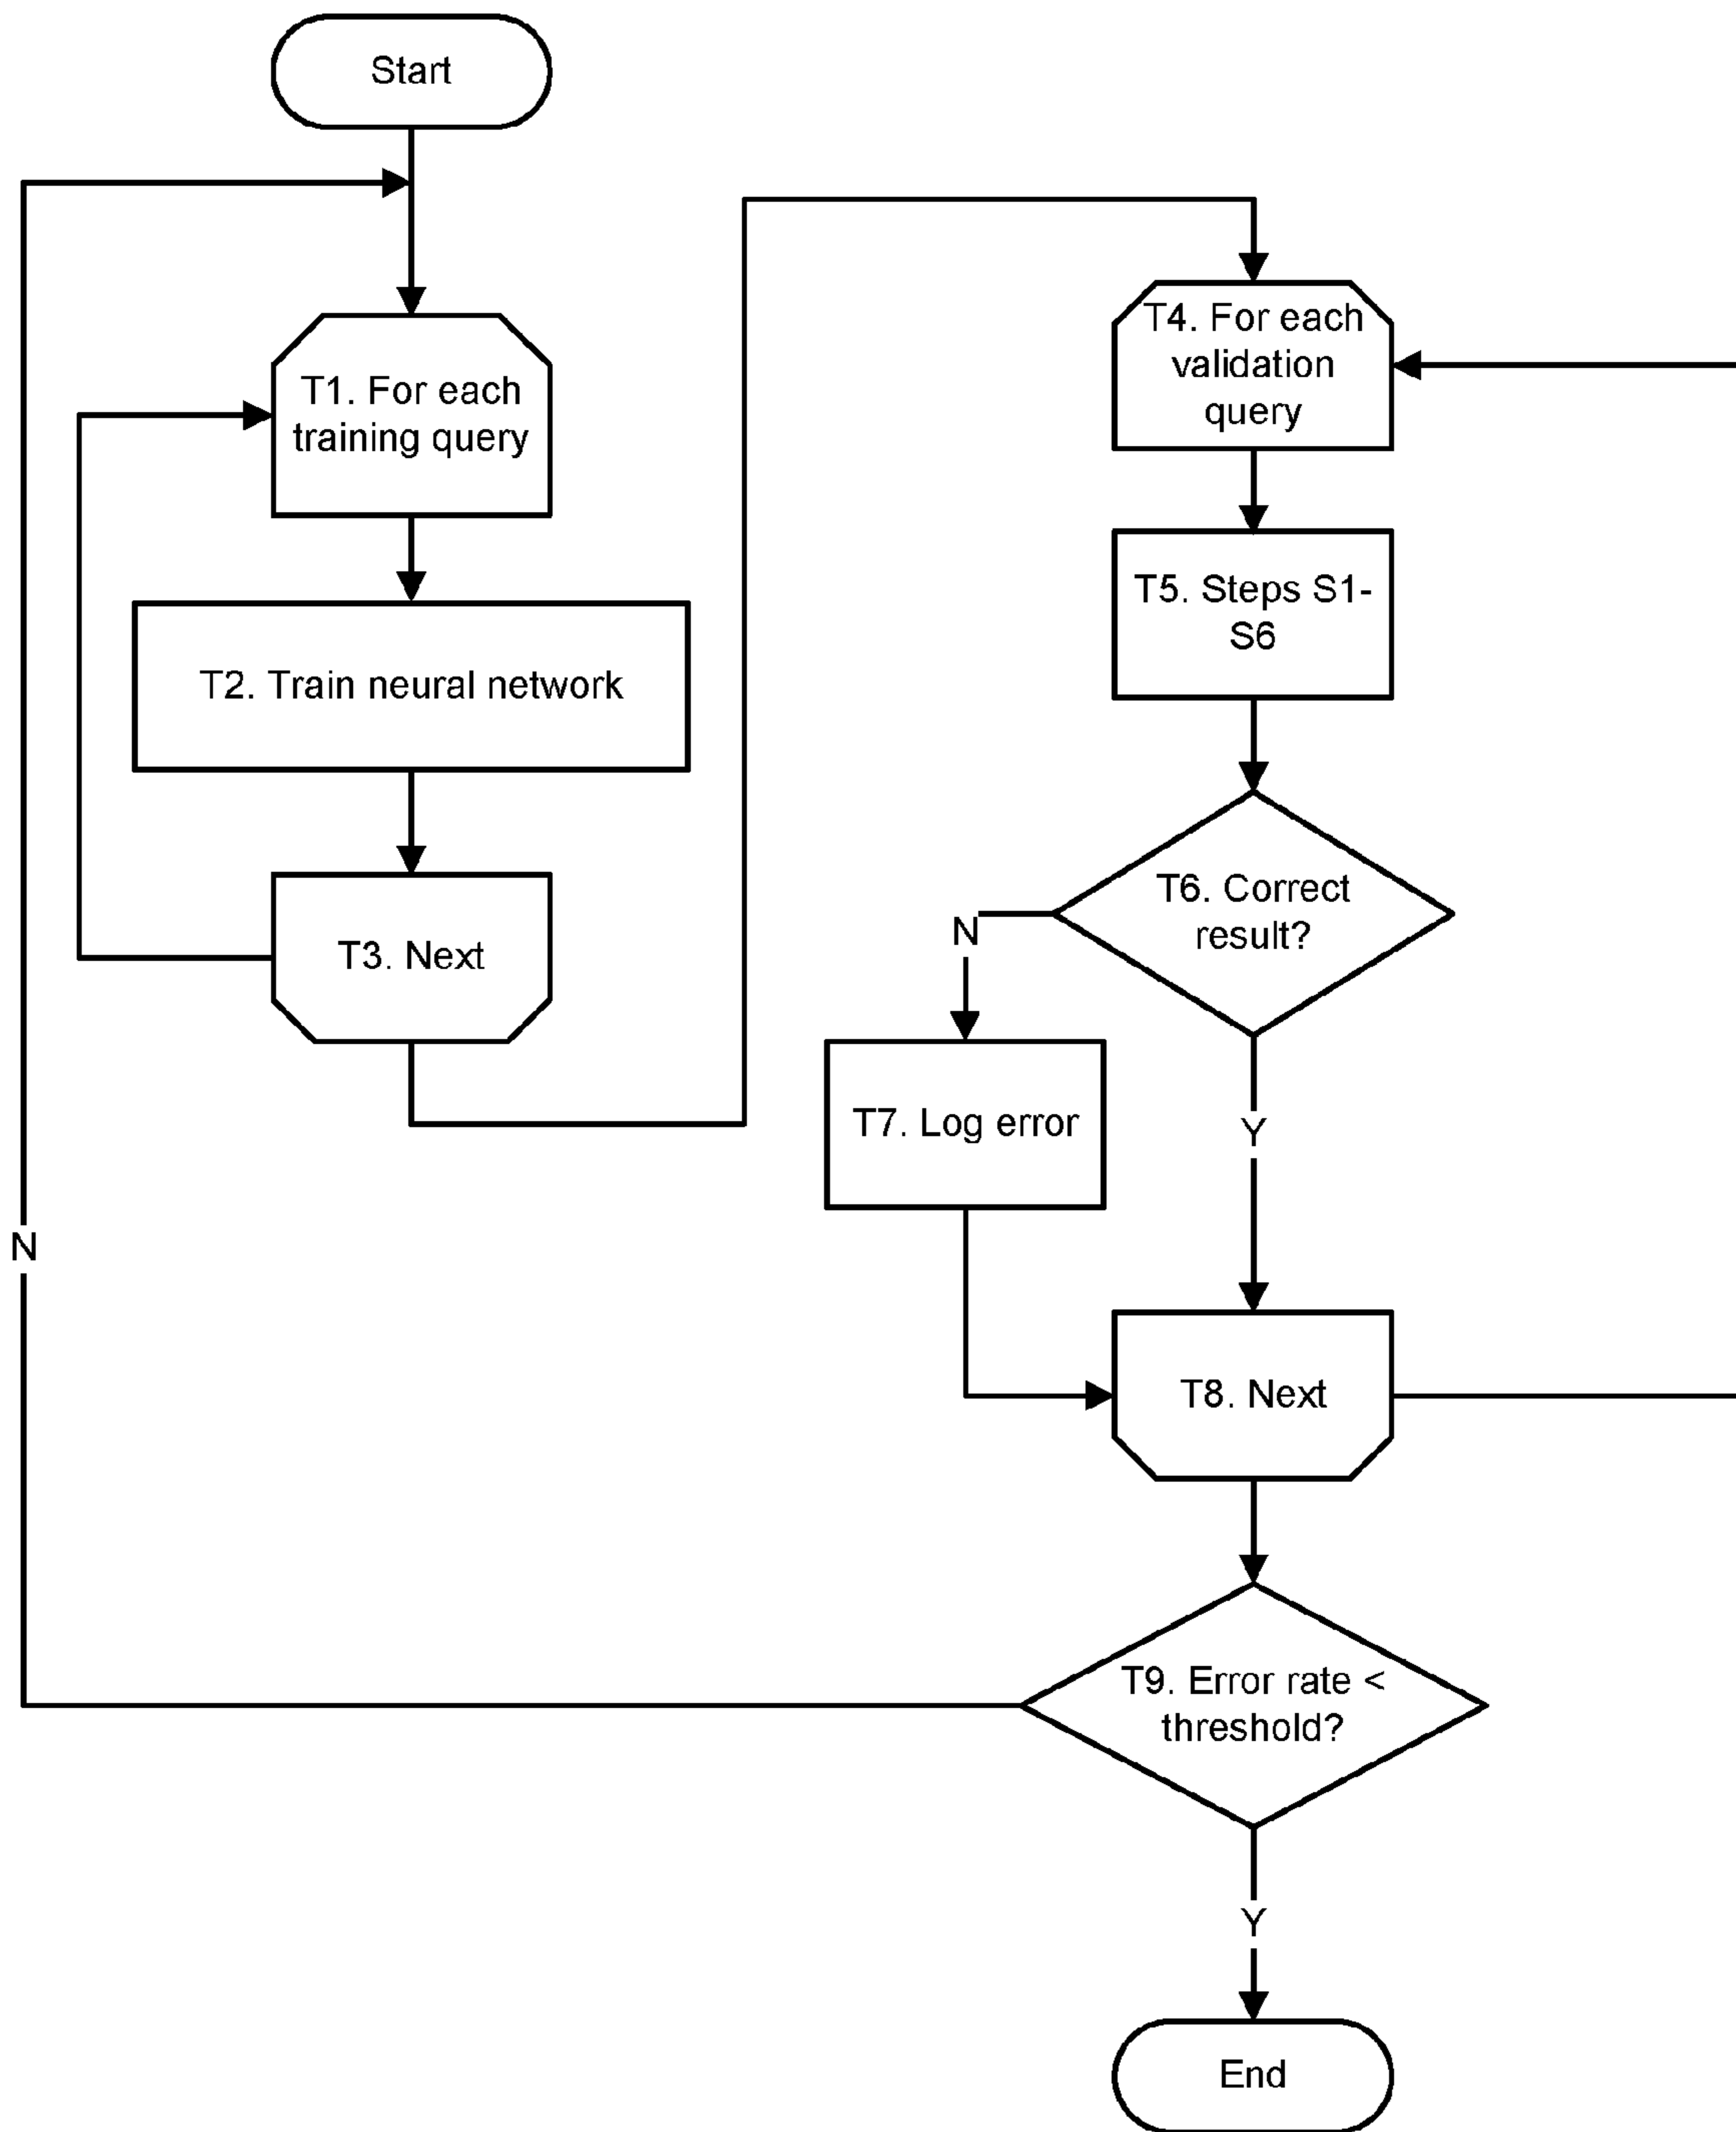 Start
T1. For each
training query
T2. Train neural network
T3. Next
T4. For each
validation
query
T5. Steps S1-
S6
T6. Correct
result?
N
T7. Log error
Y
N
T8. Next
T9. Error rate <
threshold?
Y
End